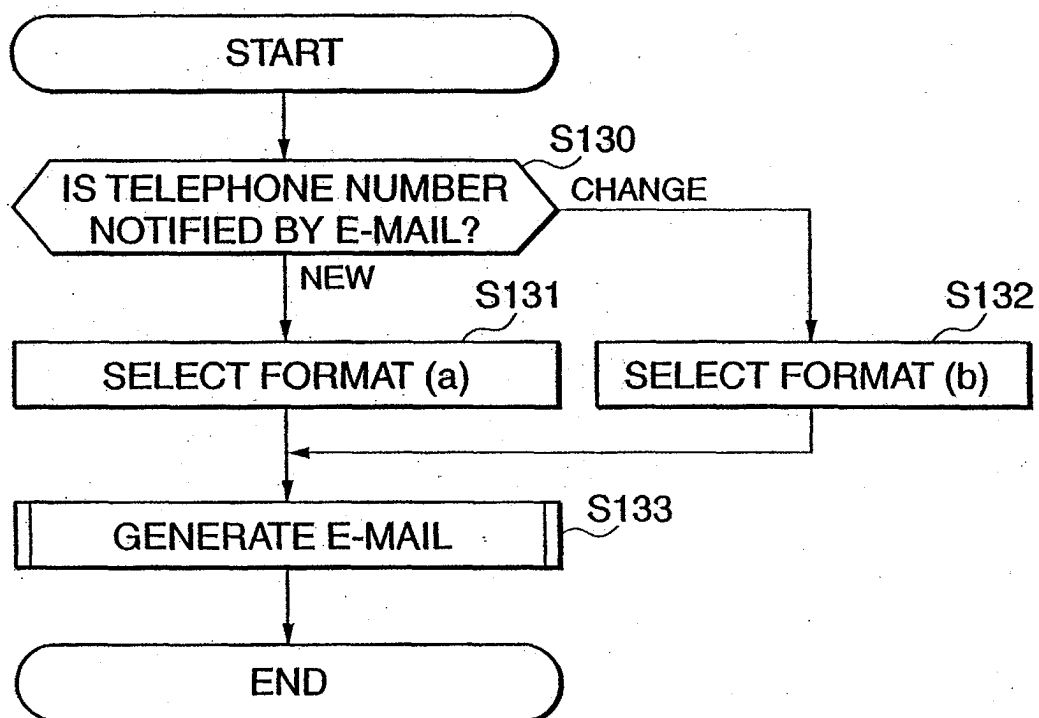 START
S130
IS TELEPHONE NUMBER
NOTIFIED BY E-MAIL?
CHANGE
NEW
S131
SELECT FORMAT (a)
S132
SELECT FORMAT (b)
GENERATE E-MAIL
S133
END